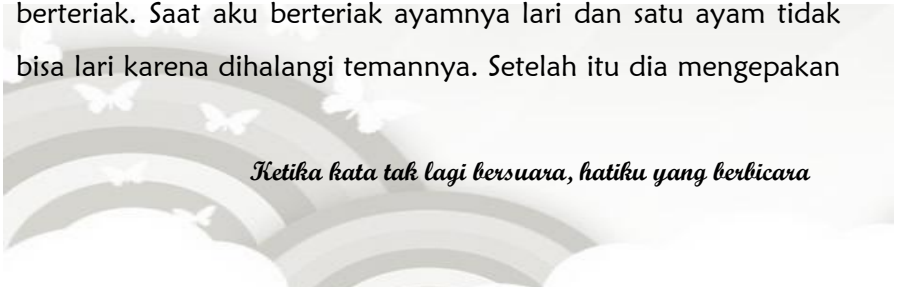 berteriak. Saat aku berteriak ayamnya lari dan satu ayam tidak
bisa lari karena dihalangi temannya. Setelah itu dia mengepakan
Ketika kata tak lagi bersuara, hatiku yang berbicara